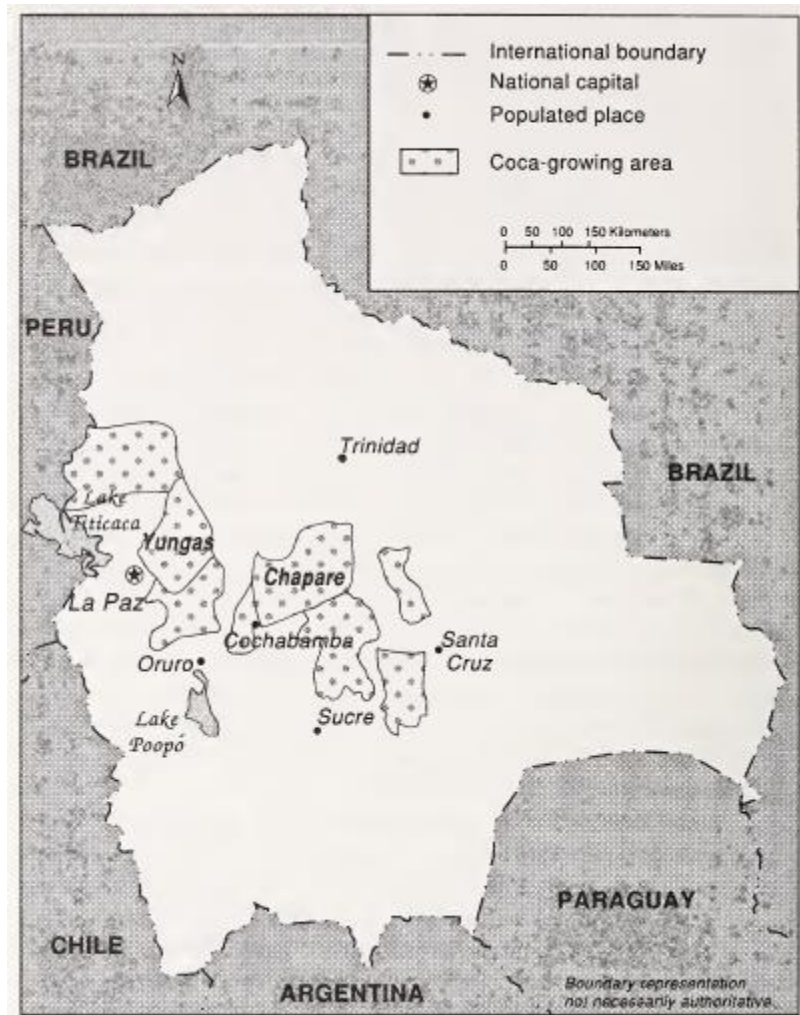 International boundary
National capital
Populated place
Coca-growing area
0 50 100 150 Kilometers
0 50 100 150 Miles
N
BRAZIL
PERU
Trinidad
BRAZIL
Lake
Titicaca
Yungas
Chapare
La Paz
Cochabamba
Santa
Cruz
Oruro
Sucre
Lake
Poopó
PARAGUAY
CHILE
ARGENTINA
Boundary representation
not necessarily authoritative